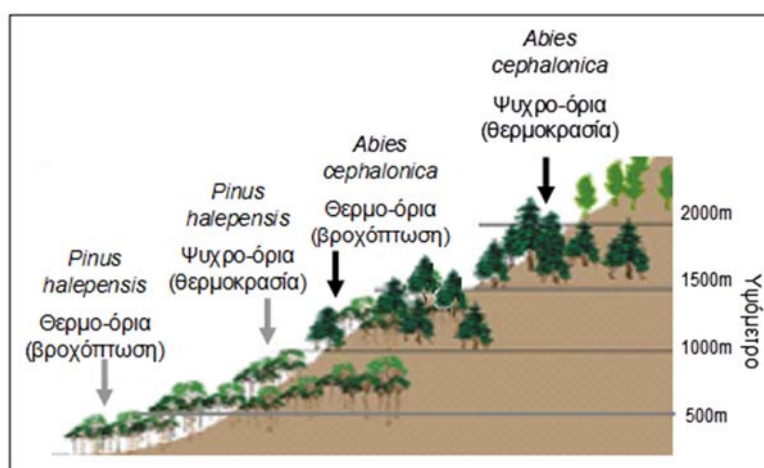 Abies
cephalonica
Ψυχρο-όρια
(θερμοκρασία)
Abies
cephalonica
Θερμο-όρια
(βροχόπτωση)
Pinus
halepensis
Ψυχρο-όρια
(θερμοκρασία)
Pinus
halepensis
Θερμο-όρια
(βροχόπτωση)
2000m
1500m
1000m
500m
Υψόμετρο